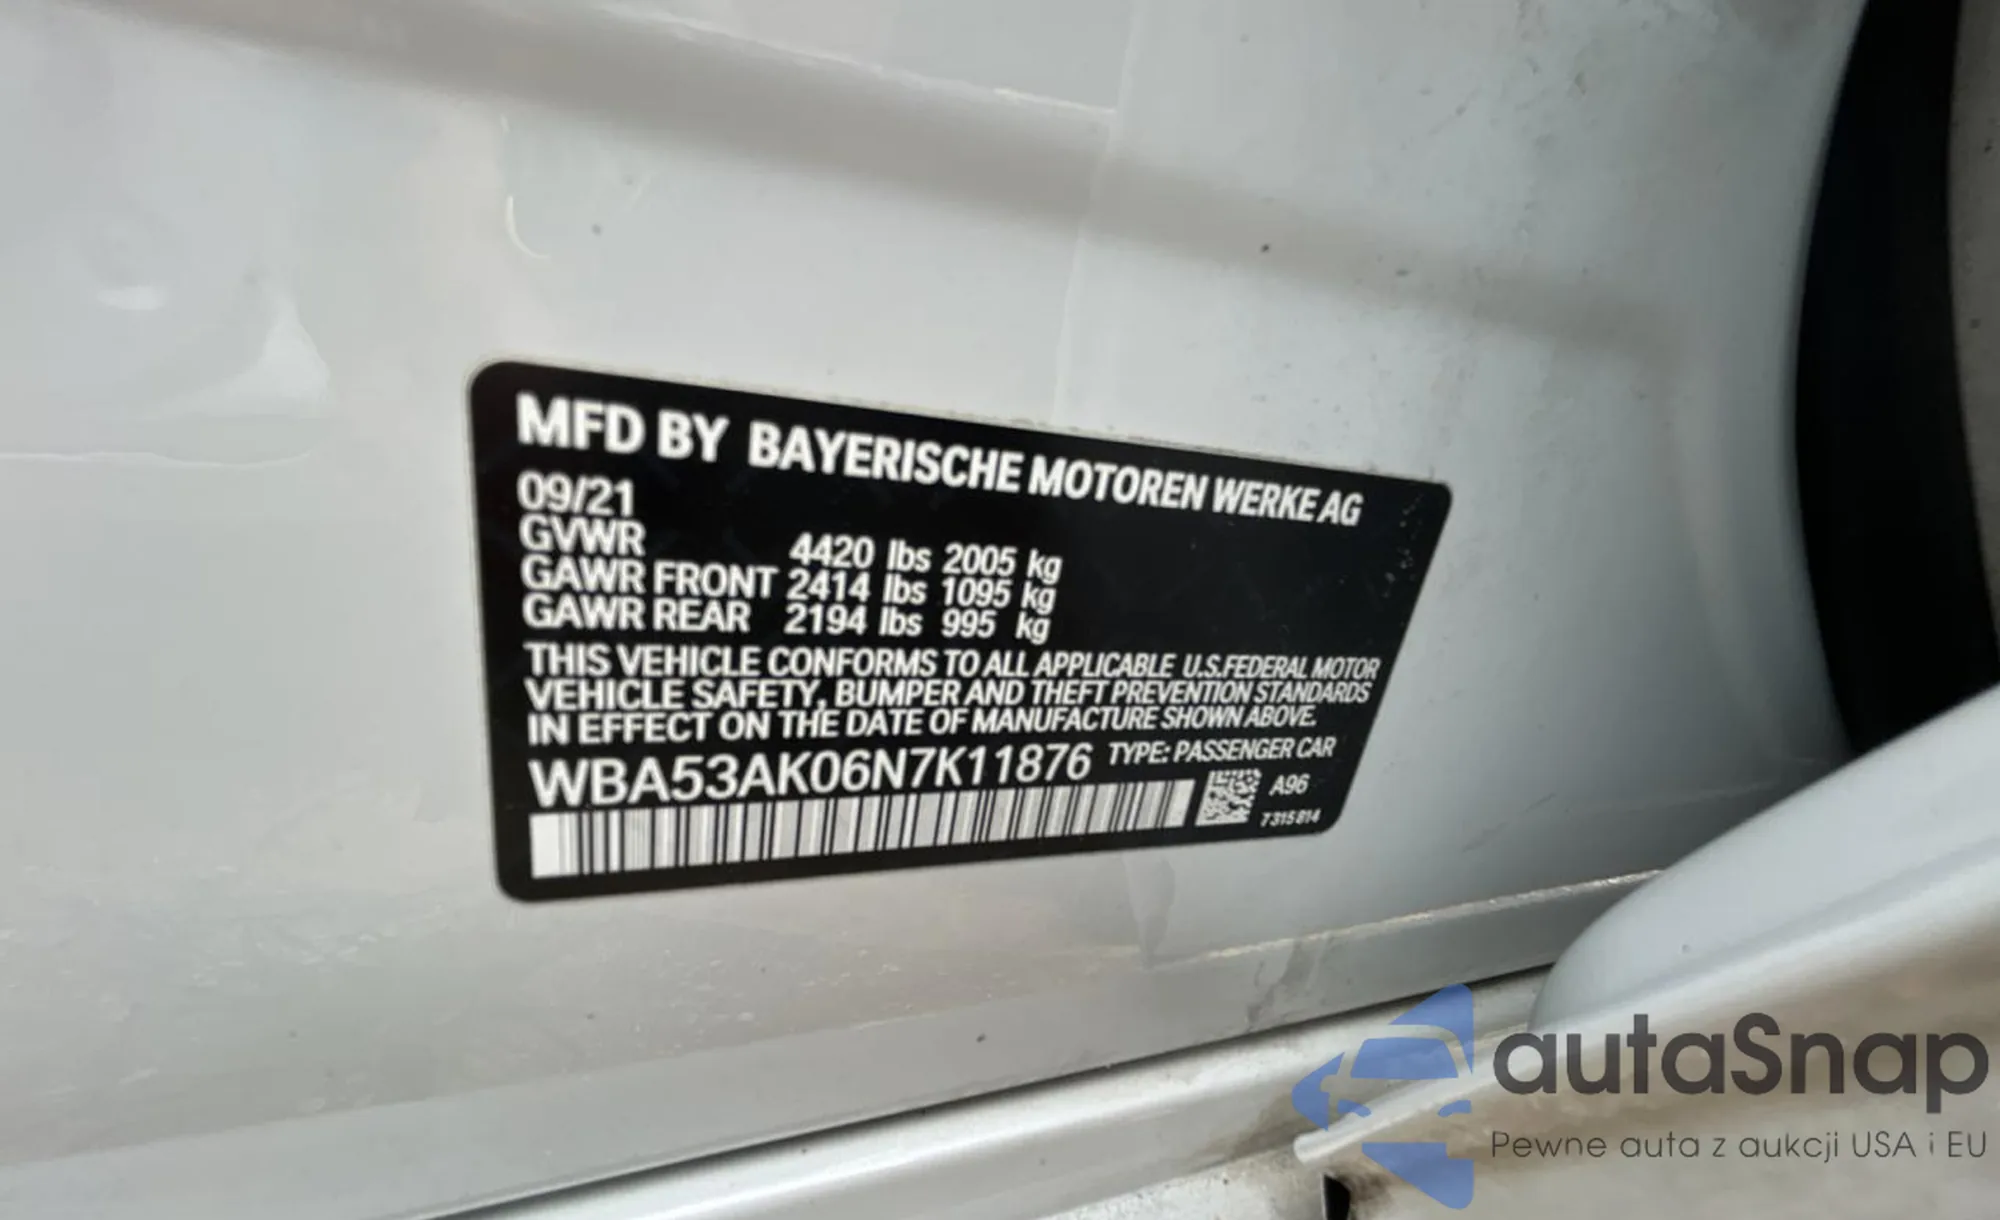 MFD BY BAYERISCHE MOTOREN WERKE AG
09/21
GVWR 4420 lbs 2005 kg
GAWR FRONT 2414 lbs 1095 kg
GAWR REAR 2194 lbs 995 kg
THIS VEHICLE CONFORMS TO ALL APPLICABLE U.S.FEDERAL MOTOR
VEHICLE SAFETY, BUMPER AND THEFT PREVENTION STANDARDS
IN EFFECT ON THE DATE OF MANUFACTURE SHOWN ABOVE.
WBA53AK06N7K11876 TYPE: PASSENGER CAR
A96
7315814
autaSnap
Pewne auta z aukcji USA i EU